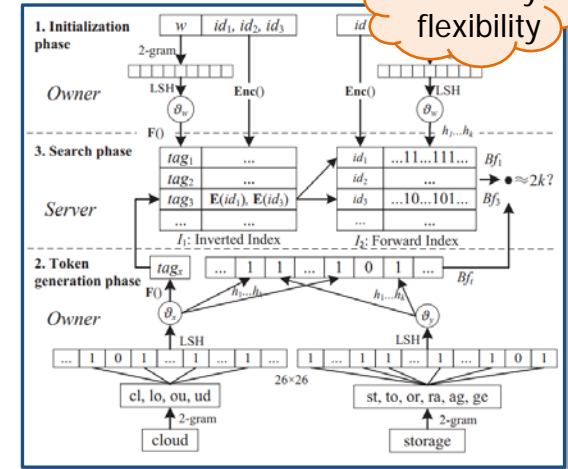 flexibility
1. Initialization
phase
w id₁, id₂, id₃
id
2-gram
Owner
LSH
Enc()
Enc()
LSH
ϑw
ϑw
F()
h₁...hₖ
3. Search phase
Server
tag₁ ...
tag₂
tag₃ E(id₁), E(id₃)
... ...
I₁: Inverted Index
id₁ ...11...111... Bf₁
id₂ ...
id₃ ...10...101... Bf₃
... ...
≈2k?
I₂: Forward Index
2. Token
generation phase
tagₓ
... 1 1 ... 1 0 1 ...
Bfₜ
F()
h₁...hₖ
h₁...hₖ
Owner
ϑₓ
ϑy
LSH
LSH
... 1 0 1 ... 1 ... 1 ...
1 ... 1 1 ... 1 ... 1 0 1
26×26
cl, lo, ou, ud
st, to, or, ra, ag, ge
2-gram
2-gram
cloud
storage